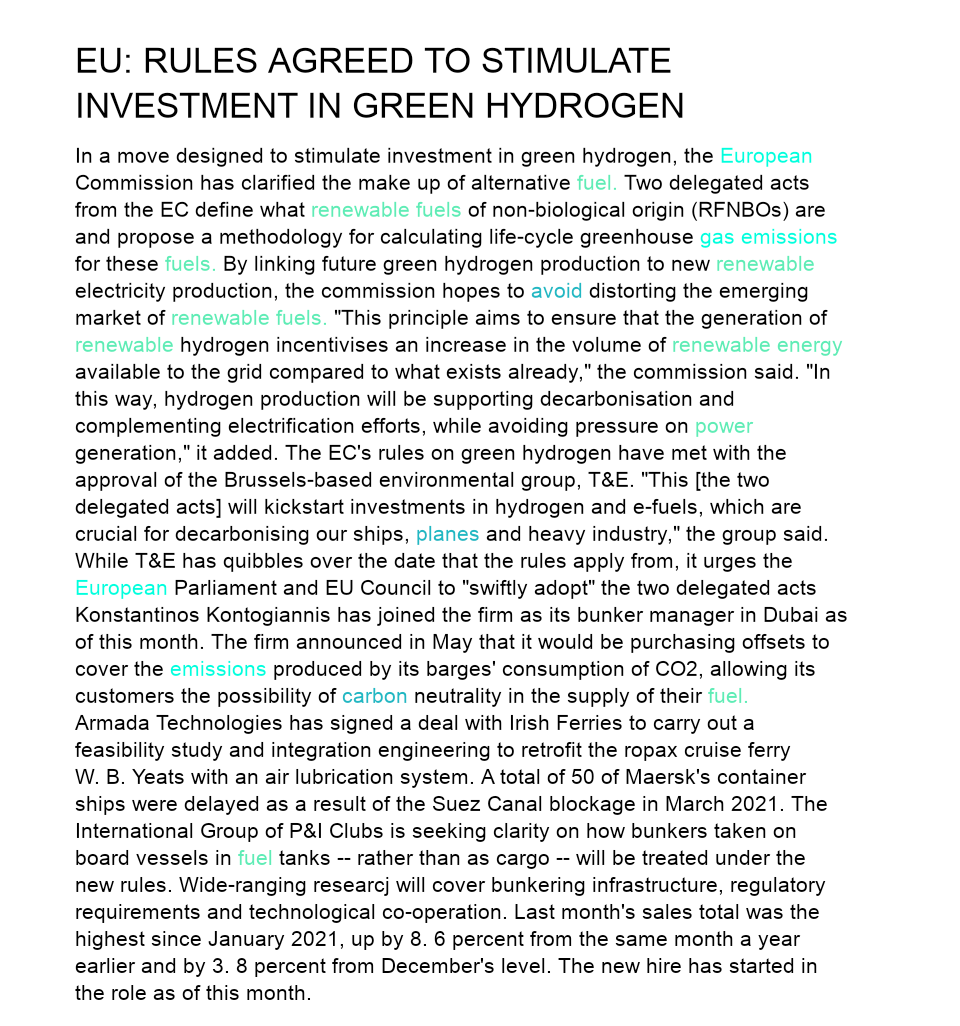 EU: RULES AGREED TO STIMULATE
INVESTMENT IN GREEN HYDROGEN
In a move designed to stimulate investment in green hydrogen, the European
Commission has clarified the make up of alternative fuel. Two delegated acts
from the EC define what renewable fuels of non-biological origin (RFNBOs) are
and propose a methodology for calculating life-cycle greenhouse gas emissions
for these fuels. By linking future green hydrogen production to new renewable
electricity production, the commission hopes to avoid distorting the emerging
market of renewable fuels. "This principle aims to ensure that the generation of
renewable hydrogen incentivises an increase in the volume of renewable energy
available to the grid compared to what exists already," the commission said. "In
this way, hydrogen production will be supporting decarbonisation and
complementing electrification efforts, while avoiding pressure on power
generation," it added. The EC's rules on green hydrogen have met with the
approval of the Brussels-based environmental group, T&E. "This [the two
delegated acts] will kickstart investments in hydrogen and e-fuels, which are
crucial for decarbonising our ships, planes and heavy industry," the group said.
While T&E has quibbles over the date that the rules apply from, it urges the
European Parliament and EU Council to "swiftly adopt" the two delegated acts
Konstantinos Kontogiannis has joined the firm as its bunker manager in Dubai as
of this month. The firm announced in May that it would be purchasing offsets to
cover the emissions produced by its barges' consumption of CO2, allowing its
customers the possibility of carbon neutrality in the supply of their fuel.
Armada Technologies has signed a deal with Irish Ferries to carry out a
feasibility study and integration engineering to retrofit the ropax cruise ferry
W. B. Yeats with an air lubrication system. A total of 50 of Maersk's container
ships were delayed as a result of the Suez Canal blockage in March 2021. The
International Group of P&I Clubs is seeking clarity on how bunkers taken on
board vessels in fuel tanks -- rather than as cargo -- will be treated under the
new rules. Wide-ranging researcj will cover bunkering infrastructure, regulatory
requirements and technological co-operation. Last month's sales total was the
highest since January 2021, up by 8. 6 percent from the same month a year
earlier and by 3. 8 percent from December's level. The new hire has started in
the role as of this month.